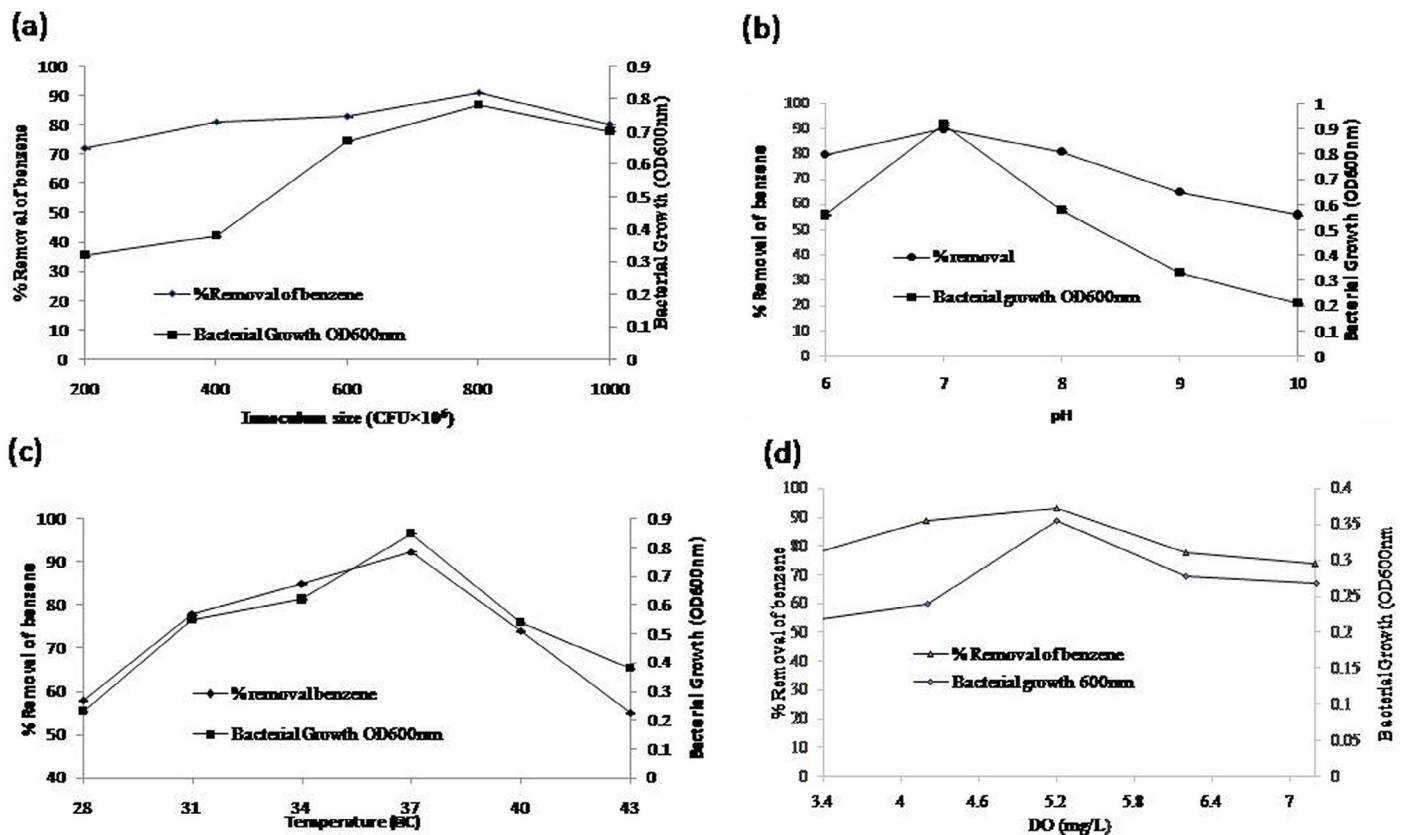 (a)
100
90
80
70
60
50
40
30
20
10
0
% Removal of benzene
0.9
0.8
0.7
0.6
0.5
0.4
0.3
0.2
0.1
0
Bacterial Growth (OD600nm)
%Removal of benzene
Bacterial Growth OD600nm
200 400 600 800 1000
Innoculum size (CFU×10⁶)
(b)
100
90
80
70
60
50
40
30
20
10
0
% Removal of benzene
1
0.9
0.8
0.7
0.6
0.5
0.4
0.3
0.2
0.1
0
Bacterial Growth (OD600nm)
%removal
Bacterial growth OD600nm
6 7 8 9 10
pH
(c)
100
90
80
70
60
50
40
% Removal of benzene
0.9
0.8
0.7
0.6
0.5
0.4
0.3
0.2
0.1
0
Bacterial Growth (OD600nm)
%removal benzene
Bacterial Growth OD600nm
28 31 34 37 40 43
Temperature (EC)
(d)
100
90
80
70
60
50
40
30
20
10
0
% Removal of benzene
0.4
0.35
0.3
0.25
0.2
0.15
0.1
0.05
0
Bacterial Growth (OD600nm
% Removal of benzene
Bacterial growth 600nm
3.4 4 4.6 5.2 5.8 6.4 7
DO (mg/L)